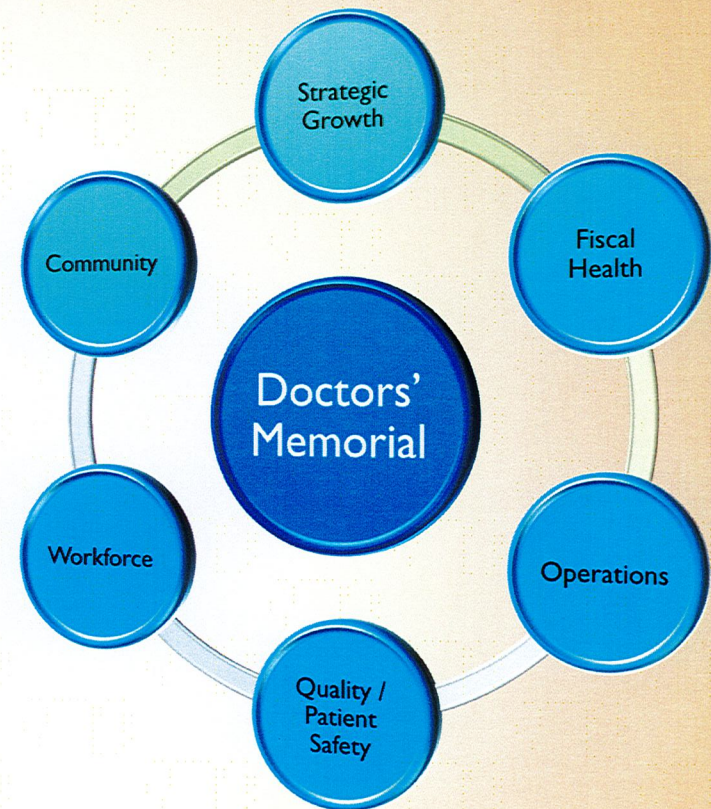 Strategic
Growth
Fiscal
Health
Operations
Quality /
Patient
Safety
Workforce
Community
Doctors’
Memorial